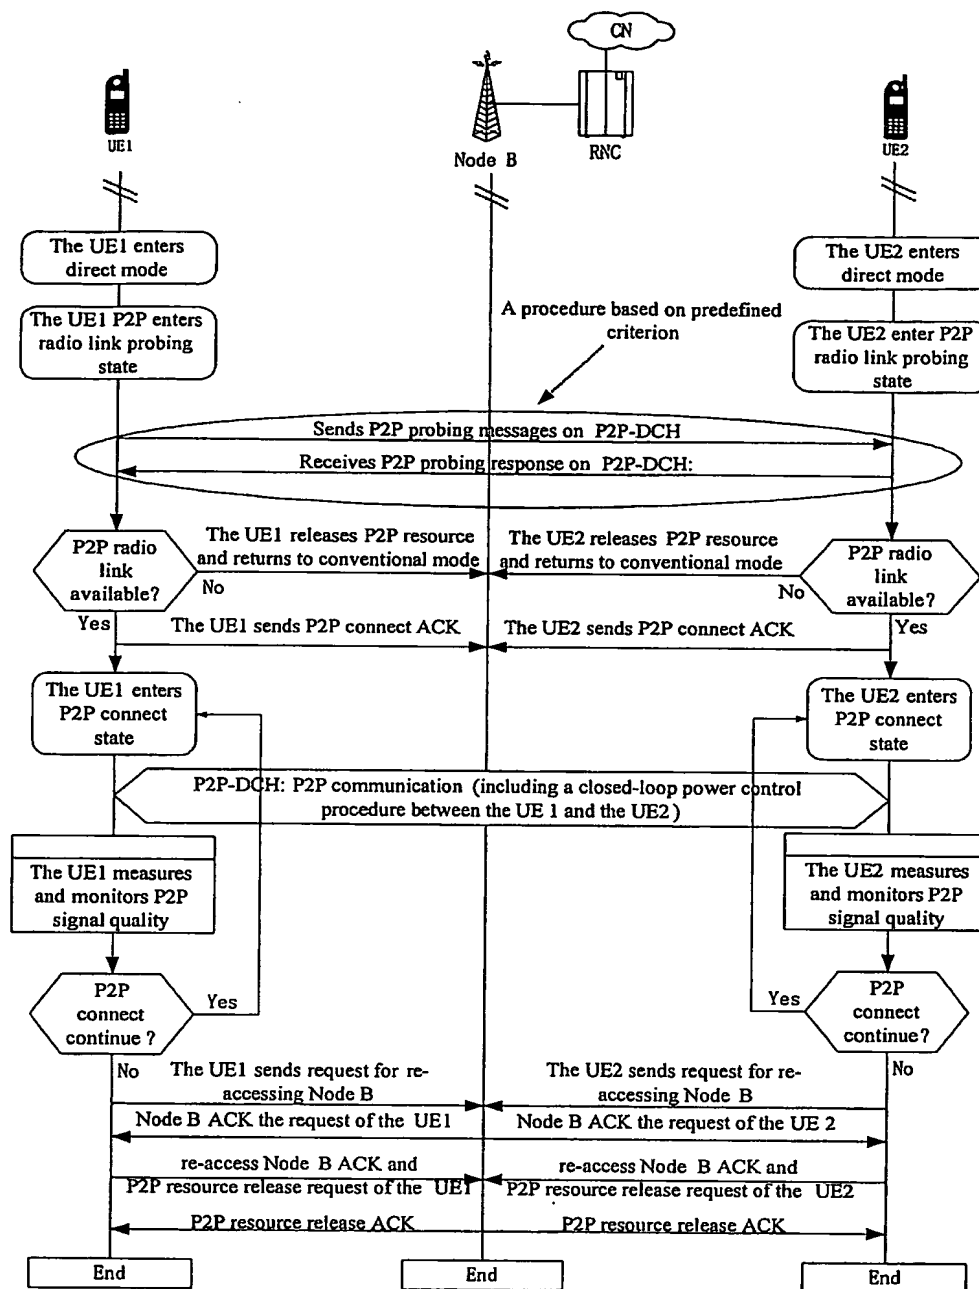 CN
UE1
Node B
RNC
UE2
The UE1 enters
direct mode
The UE2 enters
direct mode
The UE1 P2P enters
radio link probing
state
A procedure based on predefined
criterion
The UE2 enter P2P
radio link probing
state
Sends P2P probing messages on P2P-DCH
Receives P2P probing response on P2P-DCH:
P2P radio
link
available?
The UE1 releases P2P resource
and returns to conventional mode
No
The UE2 releases P2P resource
and returns to conventional mode
No
P2P radio
link
available?
Yes
The UE1 sends P2P connect ACK
The UE2 sends P2P connect ACK
Yes
The UE1 enters
P2P connect
state
The UE2 enters
P2P connect
state
P2P-DCH: P2P communication (including a closed-loop power control
procedure between the UE 1 and the UE2)
The UE1 measures
and monitors P2P
signal quality
The UE2 measures
and monitors P2P
signal quality
P2P
connect
continue ?
Yes
Yes
P2P
connect
continue?
No
The UE1 sends request for re-
accessing Node B
The UE2 sends request for re-
accessing Node B
No
Node B ACK the request of the UE1
Node B ACK the request of the UE 2
re-access Node B ACK and
P2P resource release request of the UE1
re-access Node B ACK and
P2P resource release request of the UE2
P2P resource release ACK
P2P resource release ACK
End
End
End